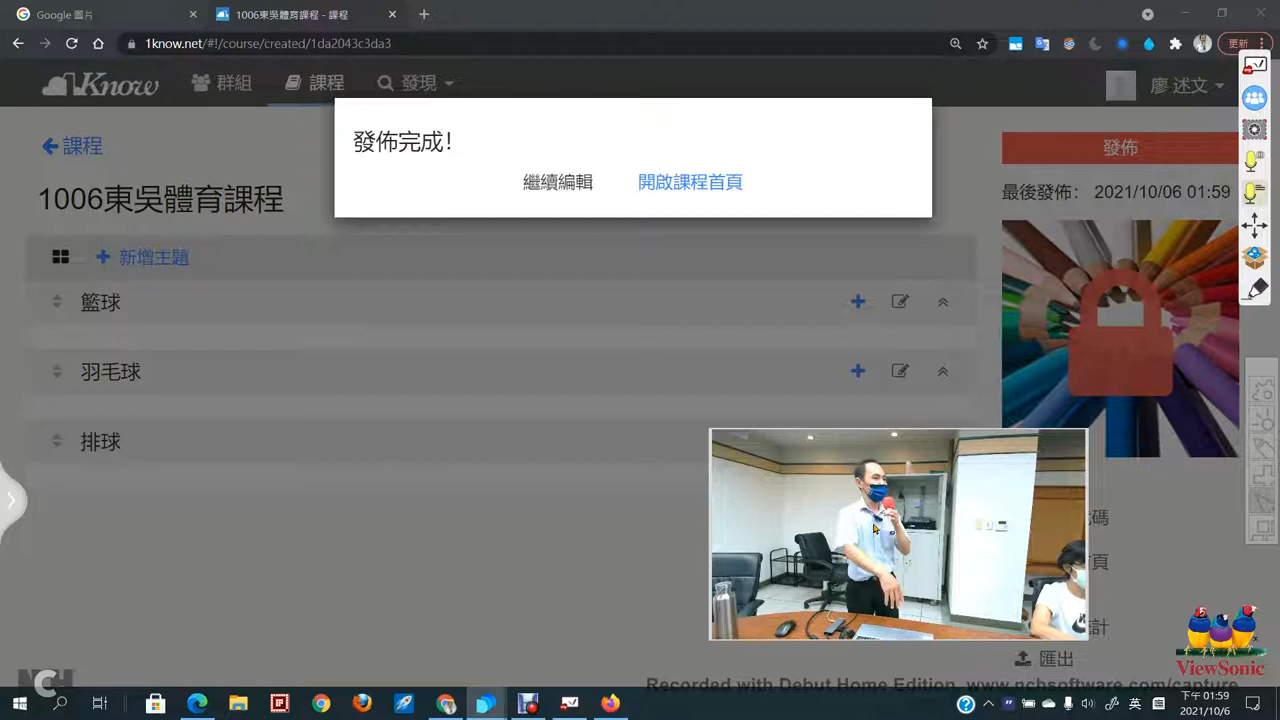 Google 圖片
1006東吳體育課程 - 課程
1know.net/#!/course/created/1da2043c3da3
更新
1Know
群組
課程
發現
廖 述文
發佈完成！
繼續編輯
開啟課程首頁
課程
發佈
最後發佈： 2021/10/06 01:59
1006東吳體育課程
新增主題
籃球
羽毛球
排球
碼
頁
計
匯出
ViewSonic
NCH
Recorded with Debut Home Edition. www.nchsoftware.com/capture
英
下午 01:59
2021/10/6